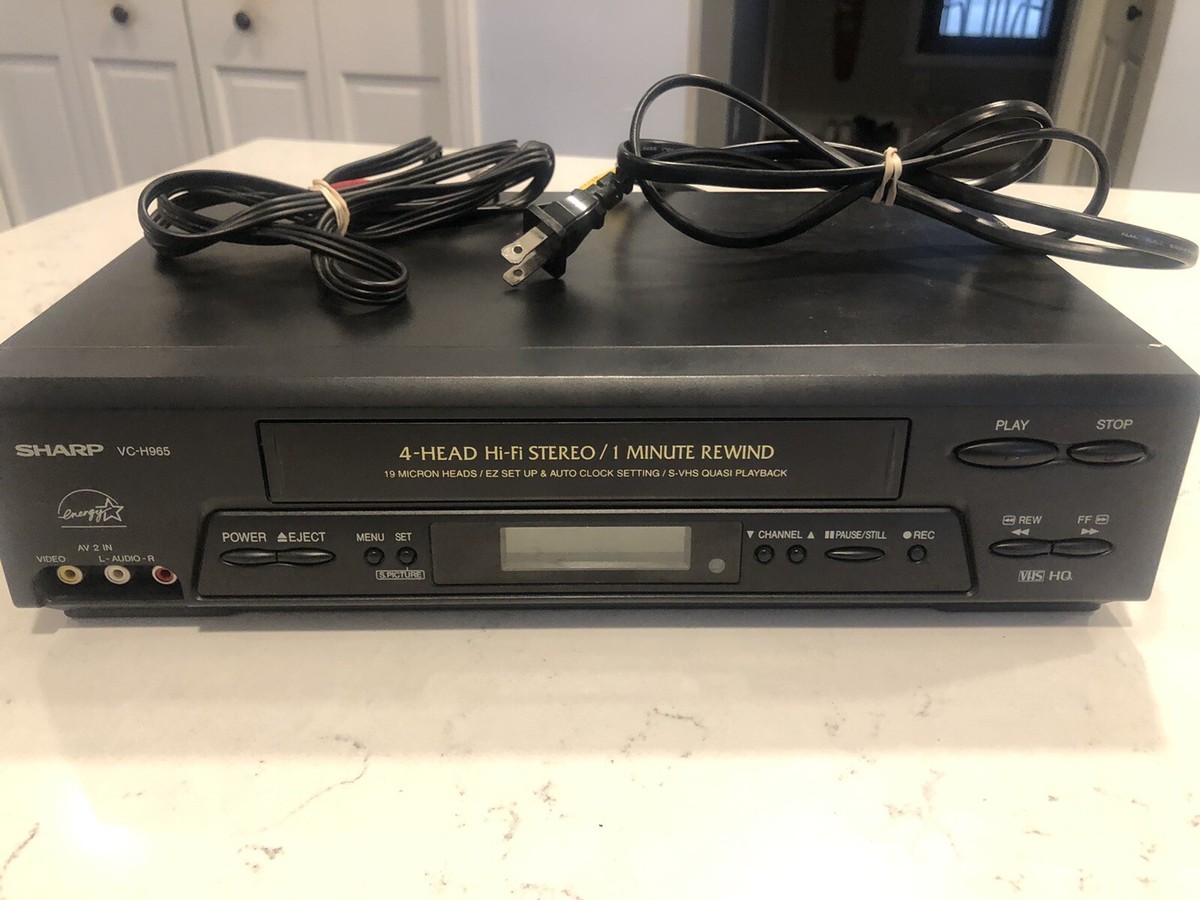 SHARP VC-H965
energy
4-HEAD Hi-Fi STEREO / 1 MINUTE REWIND
19 MICRON HEADS / EZ SET UP & AUTO CLOCK SETTING / S-VHS QUASI PLAYBACK
PLAY STOP
REW FF
VHS HQ
AV 2 IN
VIDEO L-AUDIO-R
POWER ⏏EJECT
MENU SET
S.PICTURE
▼ CHANNEL ▲ PAUSE/STILL ●REC